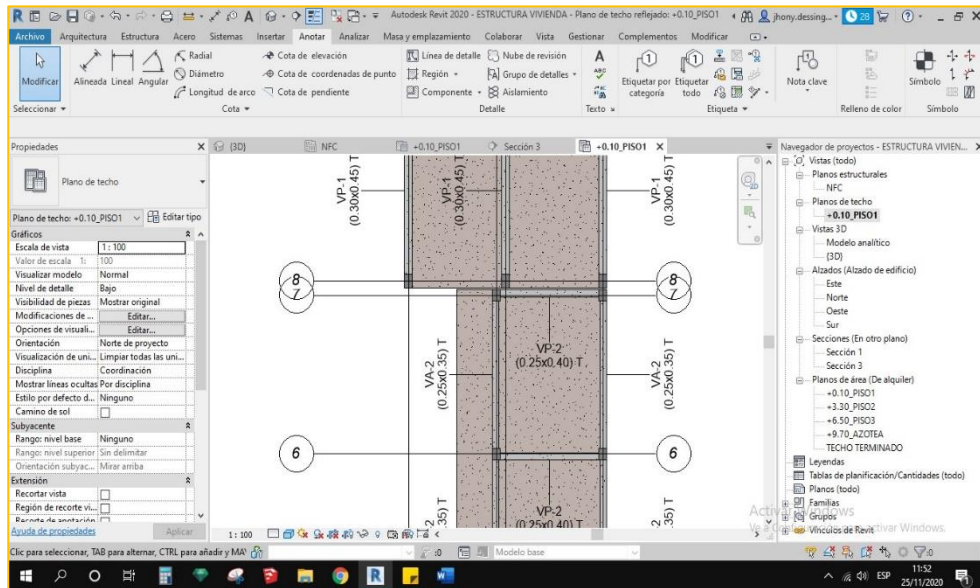 Autodesk Revit 2020 - ESTRUCTURA VIVIENDA - Plano de techo reflejado: +0.10_PISO1
jhony.dessing...
28
Archivo Arquitectura Estructura Acero Sistemas Insertar Anotar Analizar Masa y emplazamiento Colaborar Vista Gestionar Complementos Modificar
Modificar
Alineada Lineal Angular
Radial
Diámetro
Longitud de arco
Cota de elevación
Cota de coordenadas de punto
Cota de pendiente
Línea de detalle
Región
Componente
Nube de revisión
Grupo de detalles
Aislamiento
Etiquetar por categoría
Etiquetar todo
Nota clave
Símbolo
Seleccionar Cota Detalle Texto Etiqueta Relleno de color Símbolo
Propiedades
Plano de techo
Plano de techo: +0.10_PISO1 Editar tipo
Gráficos
Escala de vista 1 : 100
Valor de escala 1: 100
Visualizar modelo Normal
Nivel de detalle Bajo
Visibilidad de piezas Mostrar original
Modificaciones de ... Editar...
Opciones de visuali... Editar...
Orientación Norte de proyecto
Visualización de uni... Limpiar todas las uni...
Disciplina Coordinación
Mostrar líneas ocultas Por disciplina
Estilo por defecto d... Ninguno
Camino de sol
Subyacente
Rango: nivel base Ninguno
Rango: nivel superior Sin delimitar
Orientación subyac... Mirar arriba
Extensión
Recortar vista
Región de recorte vi...
Recorte de anotación
Ayuda de propiedades Aplicar
{3D} NFC +0.10_PISO1 Sección 3 +0.10_PISO1
VP-1
(0.30x0.45) T
VP-1
(0.30x0.45) T
VP-1
(0.30x0.45) T
8 8
7 7
VP-2
(0.25x0.40) T
VA-2
(0.25x0.35) T
VA-2
(0.25x0.35) T
6 6
VP-2
(0.25x0.40) T
1 : 100
Navegador de proyectos - ESTRUCTURA VIVIEN...
Vistas (todo)
Planos estructurales
NFC
Planos de techo
+0.10_PISO1
Vistas 3D
Modelo analítico
{3D}
Alzados (Alzado de edificio)
Este
Norte
Oeste
Sur
Secciones (En otro plano)
Sección 1
Sección 3
Planos de área (De alquiler)
+0.10_PISO1
+3.30_PISO2
+6.50_PISO3
+9.70_AZOTEA
TECHO TERMINADO
Leyendas
Tablas de planificación/Cantidades (todo)
Planos (todo)
Familias
Grupos
Vínculos de Revit
Clic para seleccionar, TAB para alternar, CTRL para añadir y MAY
:0 Modelo base :0
ESP
11:52
25/11/2020